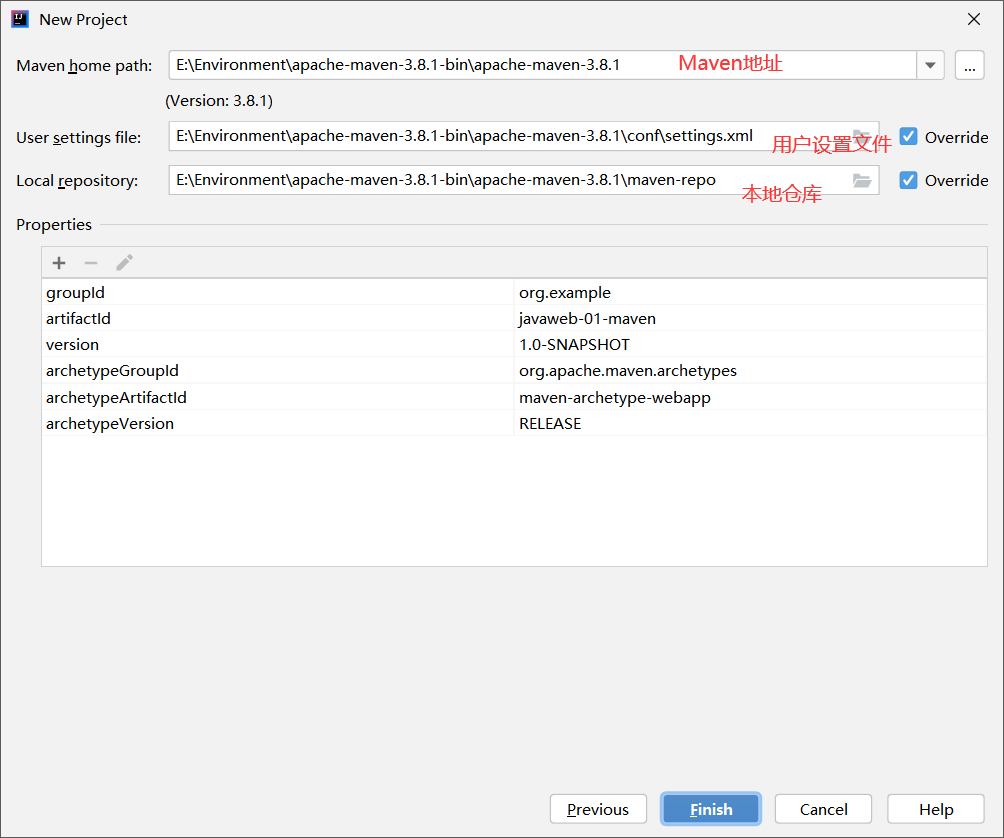 New Project
Maven home path: E:\Environment\apache-maven-3.8.1-bin\apache-maven-3.8.1 Maven地址 ...
(Version: 3.8.1)
User settings file: E:\Environment\apache-maven-3.8.1-bin\apache-maven-3.8.1\conf\settings.xml 用户设置文件 Override
Local repository: E:\Environment\apache-maven-3.8.1-bin\apache-maven-3.8.1\maven-repo 本地仓库 Override
Properties
groupId org.example
artifactId javaweb-01-maven
version 1.0-SNAPSHOT
archetypeGroupId org.apache.maven.archetypes
archetypeArtifactId maven-archetype-webapp
archetypeVersion RELEASE
Previous Finish Cancel Help